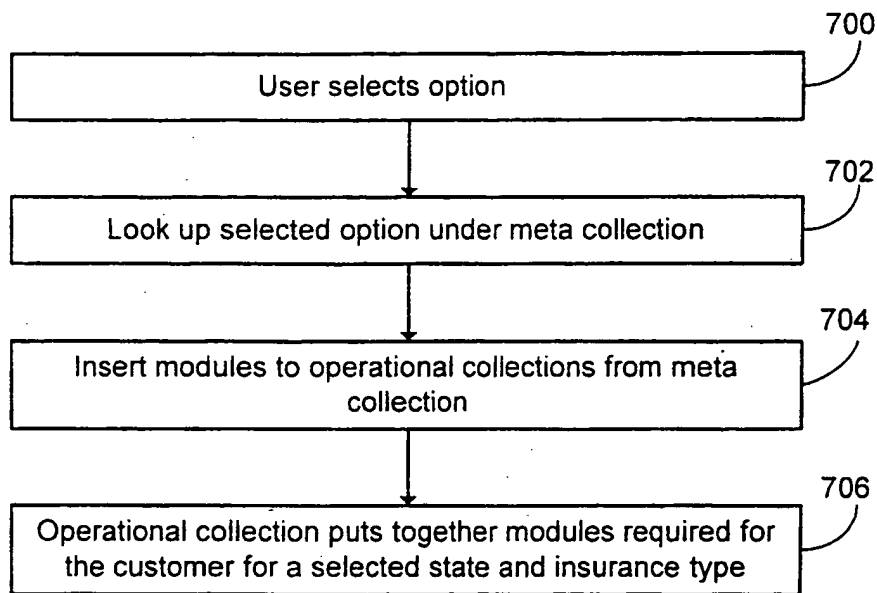 700
User selects option
702
Look up selected option under meta collection
704
Insert modules to operational collections from meta
collection
706
Operational collection puts together modules required for
the customer for a selected state and insurance type